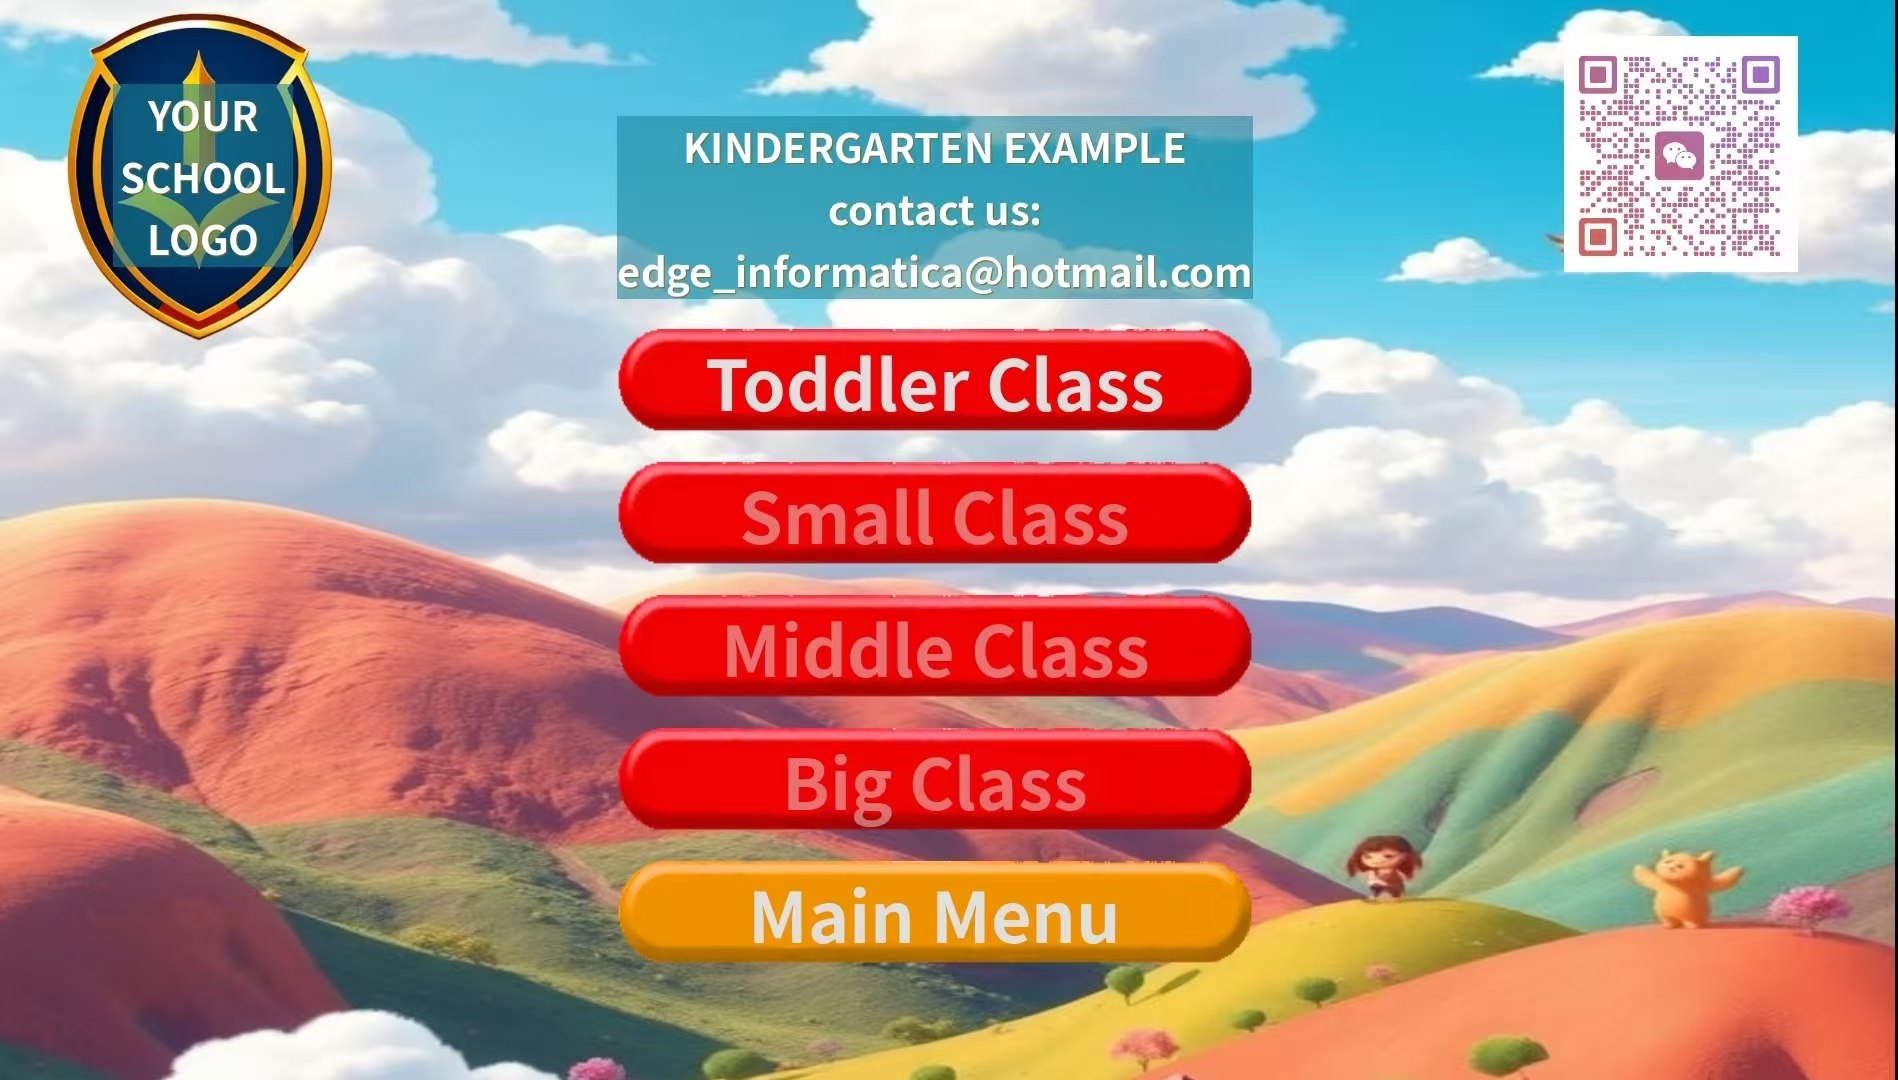 YOUR
SCHOOL
LOGO
KINDERGARTEN EXAMPLE
contact us:
edge_informatica@hotmail.com
Toddler Class
Small Class
Middle Class
Big Class
Main Menu